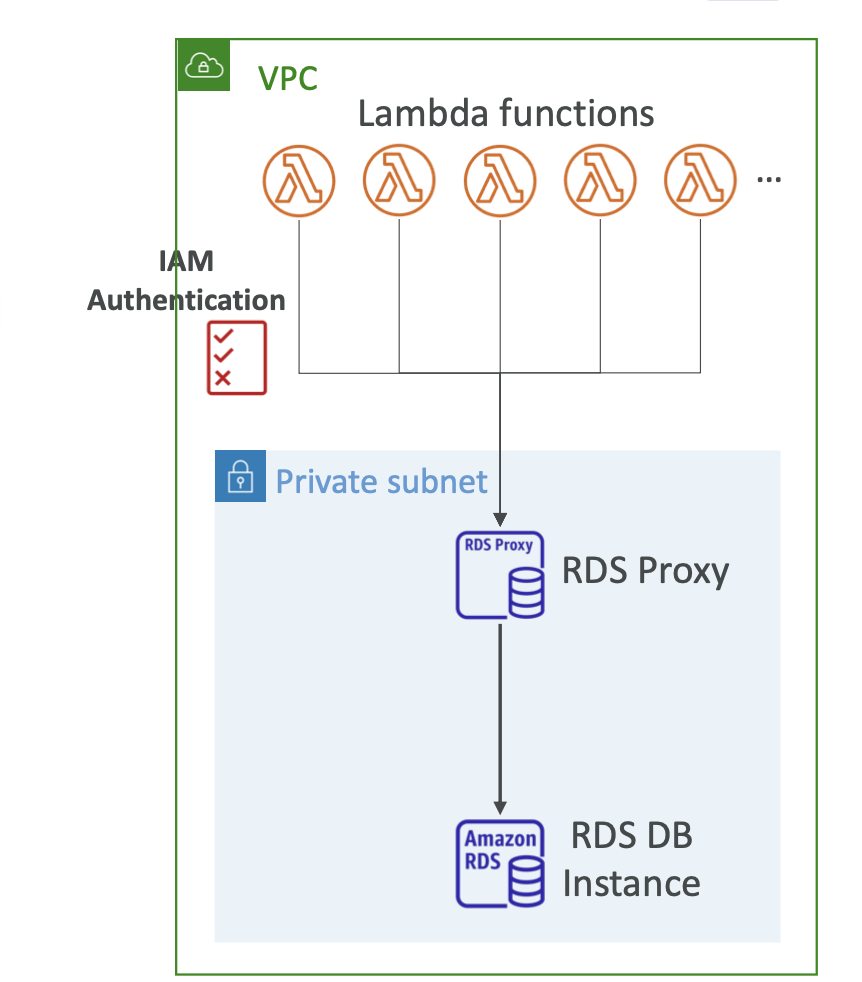 VPC
Lambda functions
...
IAM
Authentication
Private subnet
RDS Proxy
RDS Proxy
Amazon
RDS
RDS DB
Instance